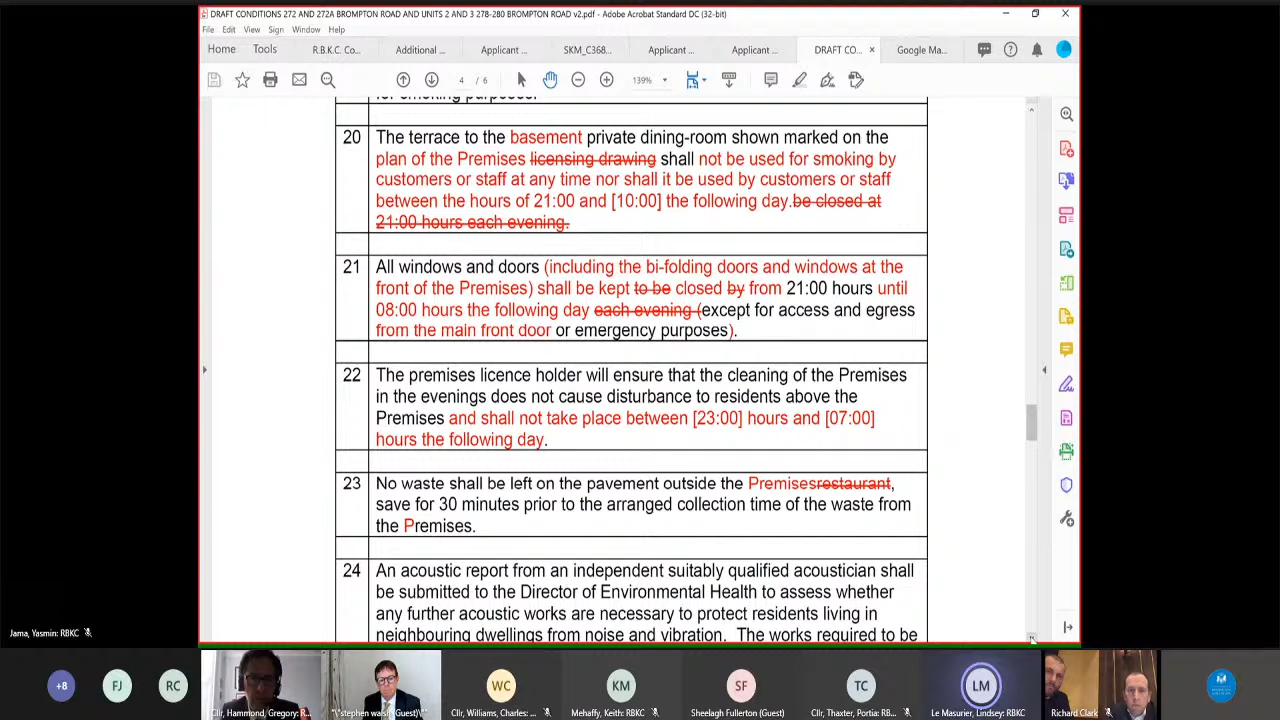 DRAFT CONDITIONS 272 AND 272A BROMPTON ROAD AND UNITS 2 AND 3 278-280 BROMPTON ROAD v2.pdf - Adobe Acrobat Standard DC (32-bit)
File Edit View Sign Window Help
Home Tools R.B.K.C. Co... Additional ... Applicant ... SKM_C368... Applicant ... Applicant ... DRAFT CO... × Google Ma...
4 / 6 139%
for smoking purposes.
20 The terrace to the basement private dining-room shown marked on the
plan of the Premises licensing drawing shall not be used for smoking by
customers or staff at any time nor shall it be used by customers or staff
between the hours of 21:00 and [10:00] the following day.be closed at
21:00 hours each evening.
21 All windows and doors (including the bi-folding doors and windows at the
front of the Premises) shall be kept to be closed by from 21:00 hours until
08:00 hours the following day each evening (except for access and egress
from the main front door or emergency purposes).
22 The premises licence holder will ensure that the cleaning of the Premises
in the evenings does not cause disturbance to residents above the
Premises and shall not take place between [23:00] hours and [07:00]
hours the following day.
23 No waste shall be left on the pavement outside the Premisesrestaurant,
save for 30 minutes prior to the arranged collection time of the waste from
the Premises.
24 An acoustic report from an independent suitably qualified acoustician shall
be submitted to the Director of Environmental Health to assess whether
any further acoustic works are necessary to protect residents living in
neighbouring dwellings from noise and vibration. The works required to be
Jama, Yasmin: RBKC
+8 FJ RC WC KM SF TC LM
Cllr, Hammond, Gregory: R... "\"stephen walsh (Guest)\"" Cllr, Williams, Charles: ... Mehaffy, Keith: RBKC Sheelagh Fullerton (Guest) Cllr, Thaxter, Portia: RB... Le Masurier, Lindsey: RBKC Richard Clark